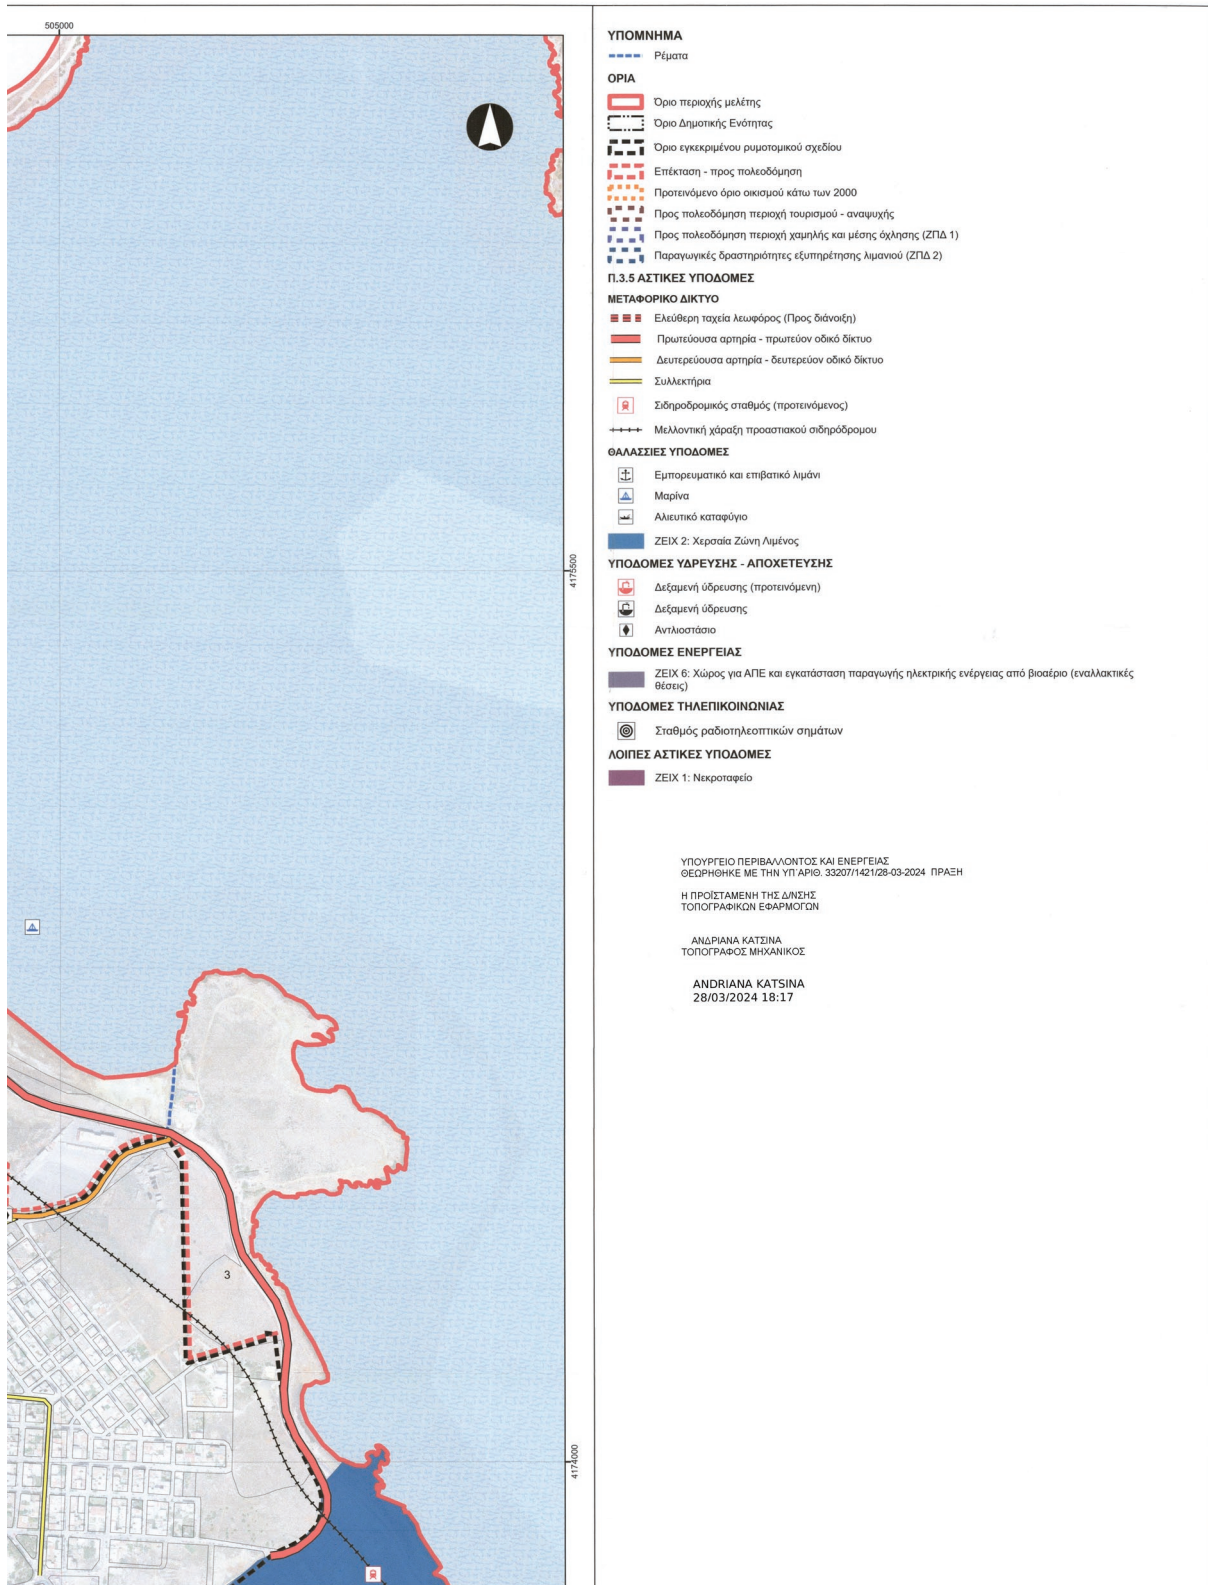 505000
ΥΠΟΜΝΗΜΑ
Ρέματα
ΟΡΙΑ
Όριο περιοχής μελέτης
Όριο Δημοτικής Ενότητας
Όριο εγκεκριμένου ρυμοτομικού σχεδίου
Επέκταση - προς πολεοδόμηση
Προτεινόμενο όριο οικισμού κάτω των 2000
Προς πολεοδόμηση περιοχή τουρισμού - αναψυχής
Προς πολεοδόμηση περιοχή χαμηλής και μέσης όχλησης (ΖΠΔ 1)
Παραγωγικές δραστηριότητες εξυπηρέτησης λιμανιού (ΖΠΔ 2)
Π.3.5 ΑΣΤΙΚΕΣ ΥΠΟΔΟΜΕΣ
ΜΕΤΑΦΟΡΙΚΟ ΔΙΚΤΥΟ
Ελεύθερη ταχεία λεωφόρος (Προς διάνοιξη)
Πρωτεύουσα αρτηρία - πρωτεύον οδικό δίκτυο
Δευτερεύουσα αρτηρία - δευτερεύον οδικό δίκτυο
Συλλεκτήρια
Σιδηροδρομικός σταθμός (προτεινόμενος)
Μελλοντική χάραξη προαστιακού σιδηρόδρομου
ΘΑΛΑΣΣΙΕΣ ΥΠΟΔΟΜΕΣ
Εμπορευματικό και επιβατικό λιμάνι
Μαρίνα
Αλιευτικό καταφύγιο
ΖΕΙΧ 2: Χερσαία Ζώνη Λιμένος
4175500
ΥΠΟΔΟΜΕΣ ΥΔΡΕΥΣΗΣ - ΑΠΟΧΕΤΕΥΣΗΣ
Δεξαμενή ύδρευσης (προτεινόμενη)
Δεξαμενή ύδρευσης
Αντλιοστάσιο
ΥΠΟΔΟΜΕΣ ΕΝΕΡΓΕΙΑΣ
ΖΕΙΧ 6: Χώρος για ΑΠΕ και εγκατάσταση παραγωγής ηλεκτρικής ενέργειας από βιοαέριο (εναλλακτικές
θέσεις)
ΥΠΟΔΟΜΕΣ ΤΗΛΕΠΙΚΟΙΝΩΝΙΑΣ
Σταθμός ραδιοτηλεοπτικών σημάτων
ΛΟΙΠΕΣ ΑΣΤΙΚΕΣ ΥΠΟΔΟΜΕΣ
ΖΕΙΧ 1: Νεκροταφείο
ΥΠΟΥΡΓΕΙΟ ΠΕΡΙΒΑΛΛΟΝΤΟΣ ΚΑΙ ΕΝΕΡΓΕΙΑΣ
ΘΕΩΡΗΘΗΚΕ ΜΕ ΤΗΝ ΥΠ΄ΑΡΙΘ. 33207/1421/28-03-2024 ΠΡΑΞΗ
Η ΠΡΟΪΣΤΑΜΕΝΗ ΤΗΣ Δ/ΝΣΗΣ
ΤΟΠΟΓΡΑΦΙΚΩΝ ΕΦΑΡΜΟΓΩΝ
ΑΝΔΡΙΑΝΑ ΚΑΤΣΙΝΑ
ΤΟΠΟΓΡΑΦΟΣ ΜΗΧΑΝΙΚΟΣ
ANDRIANA KATSINA
28/03/2024 18:17
3
4174000